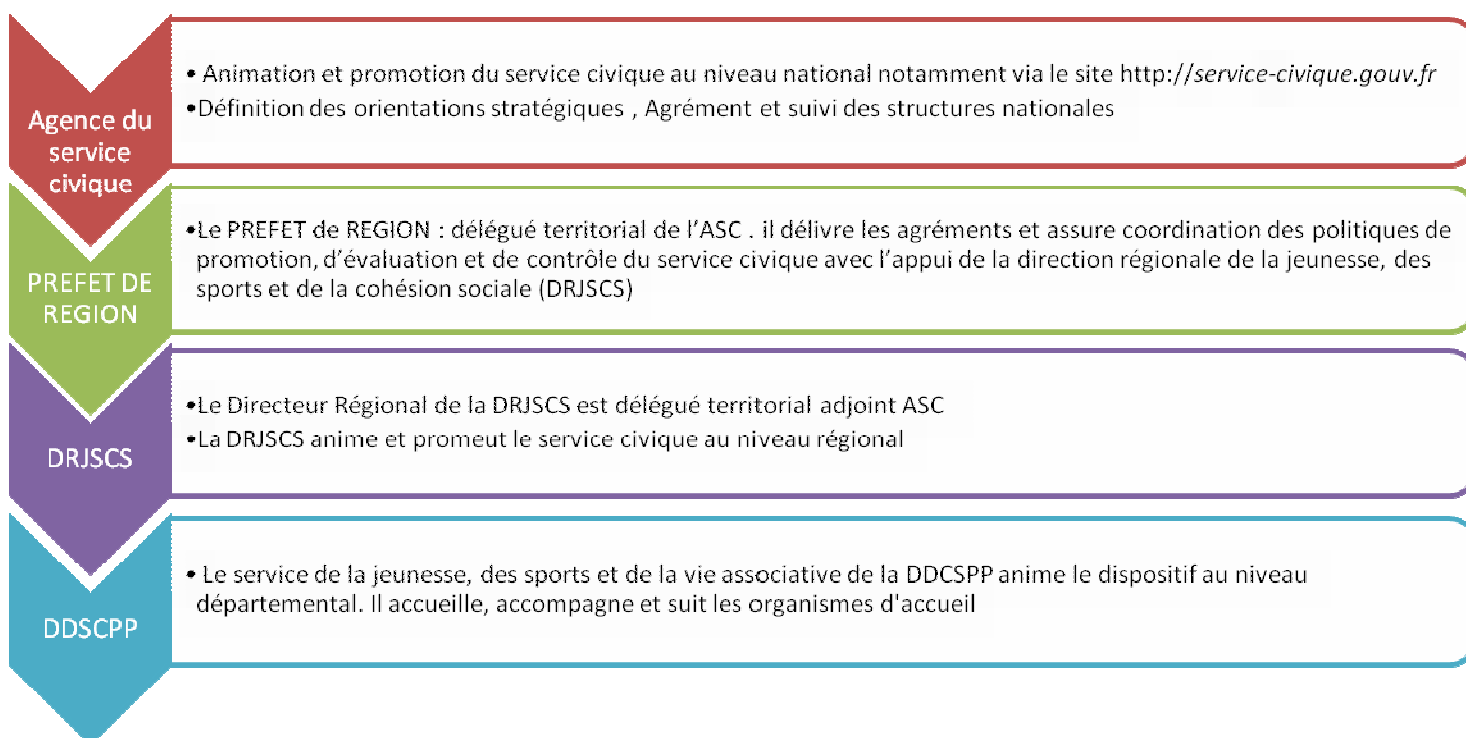 Agence du
service
civique
• Animation et promotion du service civique au niveau national notamment via le site http://service-civique.gouv.fr
•Définition des orientations stratégiques , Agrément et suivi des structures nationales
PREFET DE
REGION
•Le PREFET de REGION : délégué territorial de l'ASC . il délivre les agréments et assure coordination des politiques de
promotion, d'évaluation et de contrôle du service civique avec l'appui de la direction régionale de la jeunesse, des
sports et de la cohésion sociale (DRJSCS)
DRJSCS
•Le Directeur Régional de la DRJSCS est délégué territorial adjoint ASC
•La DRJSCS anime et promeut le service civique au niveau régional
DDSCPP
• Le service de la jeunesse, des sports et de la vie associative de la DDCSPP anime le dispositif au niveau
départemental. Il accueille, accompagne et suit les organismes d'accueil